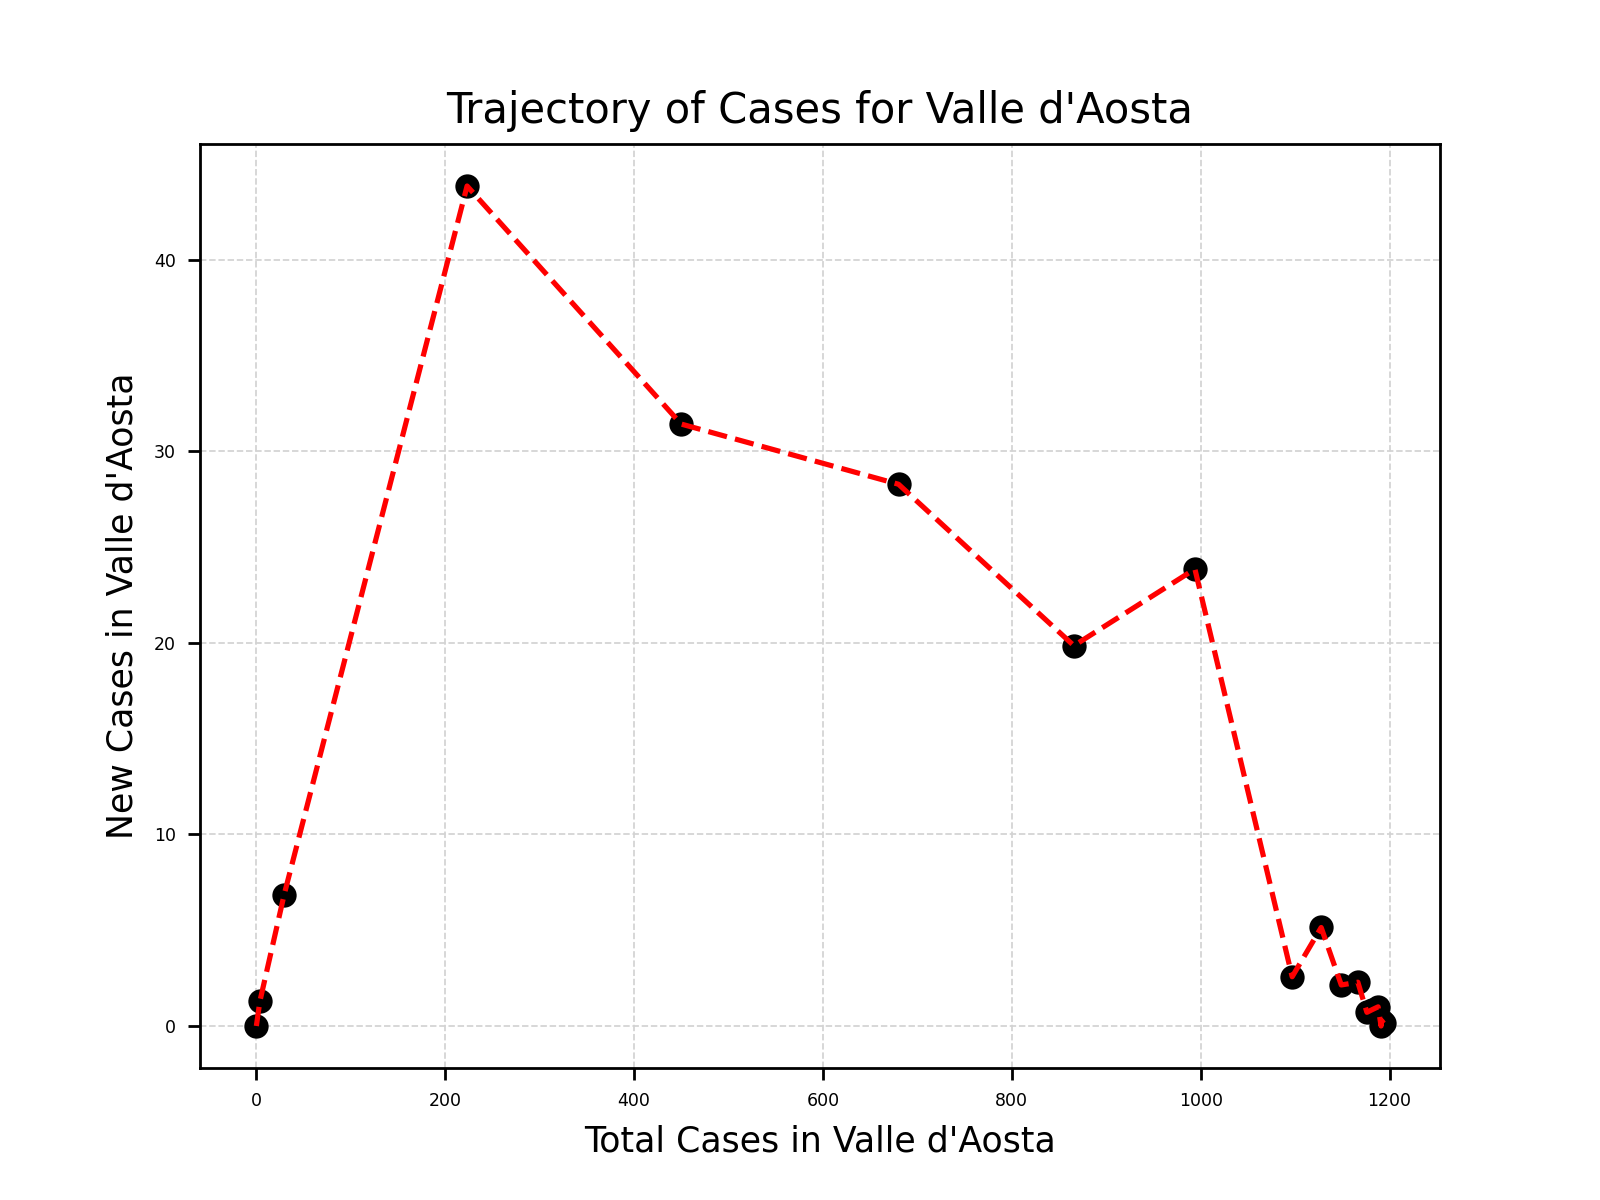 Trajectory of Cases for Valle d'Aosta
New Cases in Valle d'Aosta
40
30
20
10
0
0 200 400 600 800 1000 1200
Total Cases in Valle d'Aosta